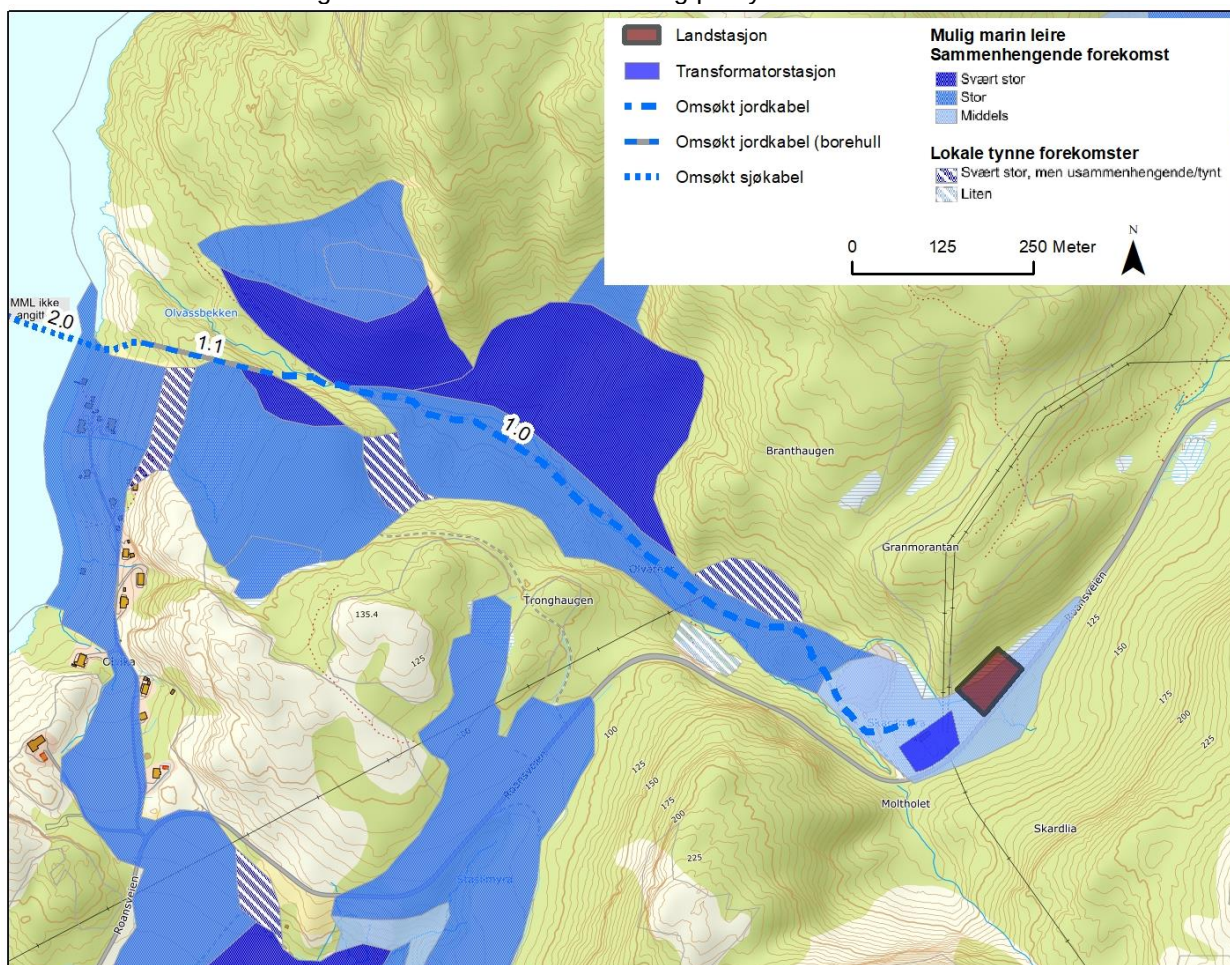 Landstasjon
Transformatorstasjon
Omsøkt jordkabel
Omsøkt jordkabel (borehull
Omsøkt sjøkabel
Mulig marin leire
Sammenhengende forekomst
Svært stor
Stor
Middels
Lokale tynne forekomster
Svært stor, men usammenhengende/tynt
Liten
N
0 125 250 Meter
MML ikke
angitt
2.0
Olvassbekken
1.1
1.0
Branthaugen
Granmorantan
Tronghaugen
135.4
125
Roansveien
125
150
175
200
225
100
125
150
175
200
Moltholet
Skardlia
225
Roansveien
Roansveien